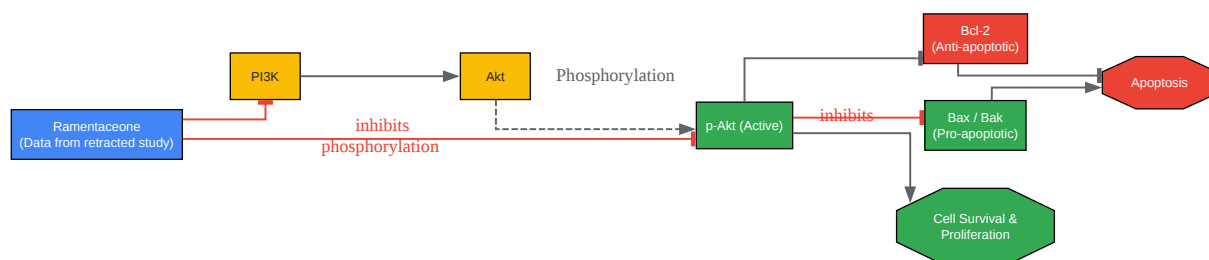 Bcl-2
(Anti-apoptotic)
PI3K
Akt
Phosphorylation
Apoptosis
Ramentaceone
(Data from retracted study)
inhibits
phosphorylation
p-Akt (Active)
inhibits
Bax / Bak
(Pro-apoptotic)
Cell Survival &
Proliferation